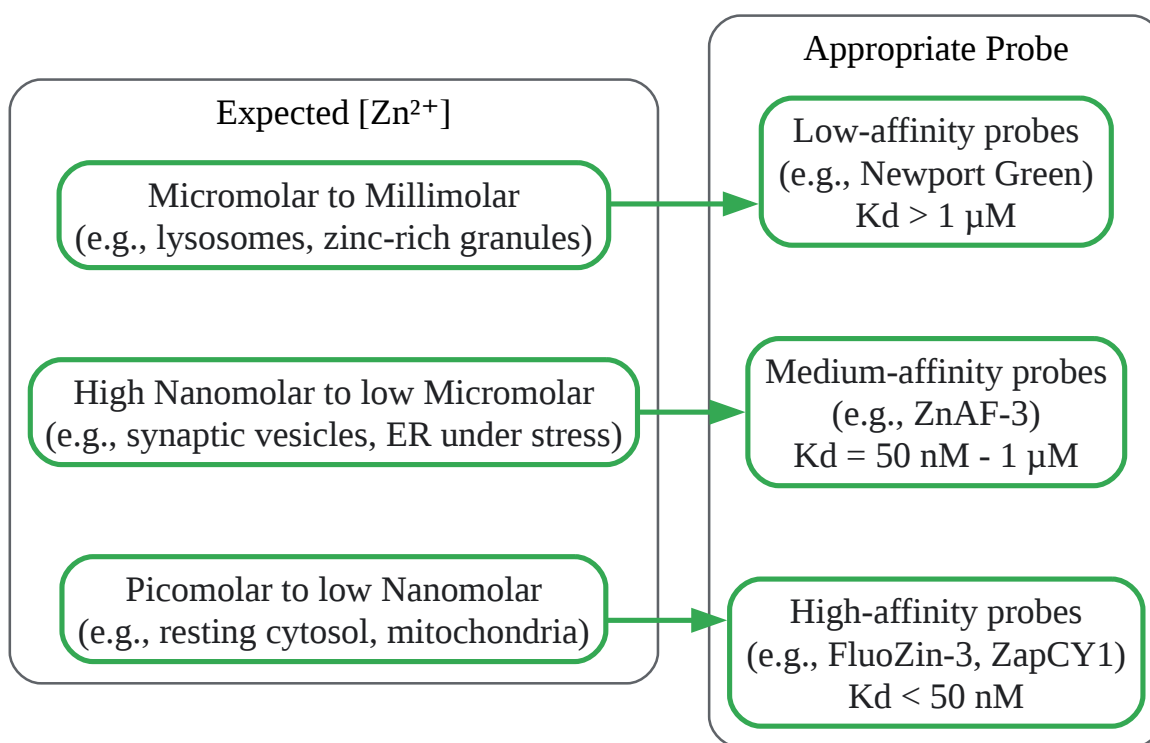 Expected [Zn²⁺]
Micromolar to Millimolar
(e.g., lysosomes, zinc-rich granules)
High Nanomolar to low Micromolar
(e.g., synaptic vesicles, ER under stress)
Picomolar to low Nanomolar
(e.g., resting cytosol, mitochondria)
Appropriate Probe
Low-affinity probes
(e.g., Newport Green)
Kd > 1 µM
Medium-affinity probes
(e.g., ZnAF-3)
Kd = 50 nM - 1 µM
High-affinity probes
(e.g., FluoZin-3, ZapCY1)
Kd < 50 nM